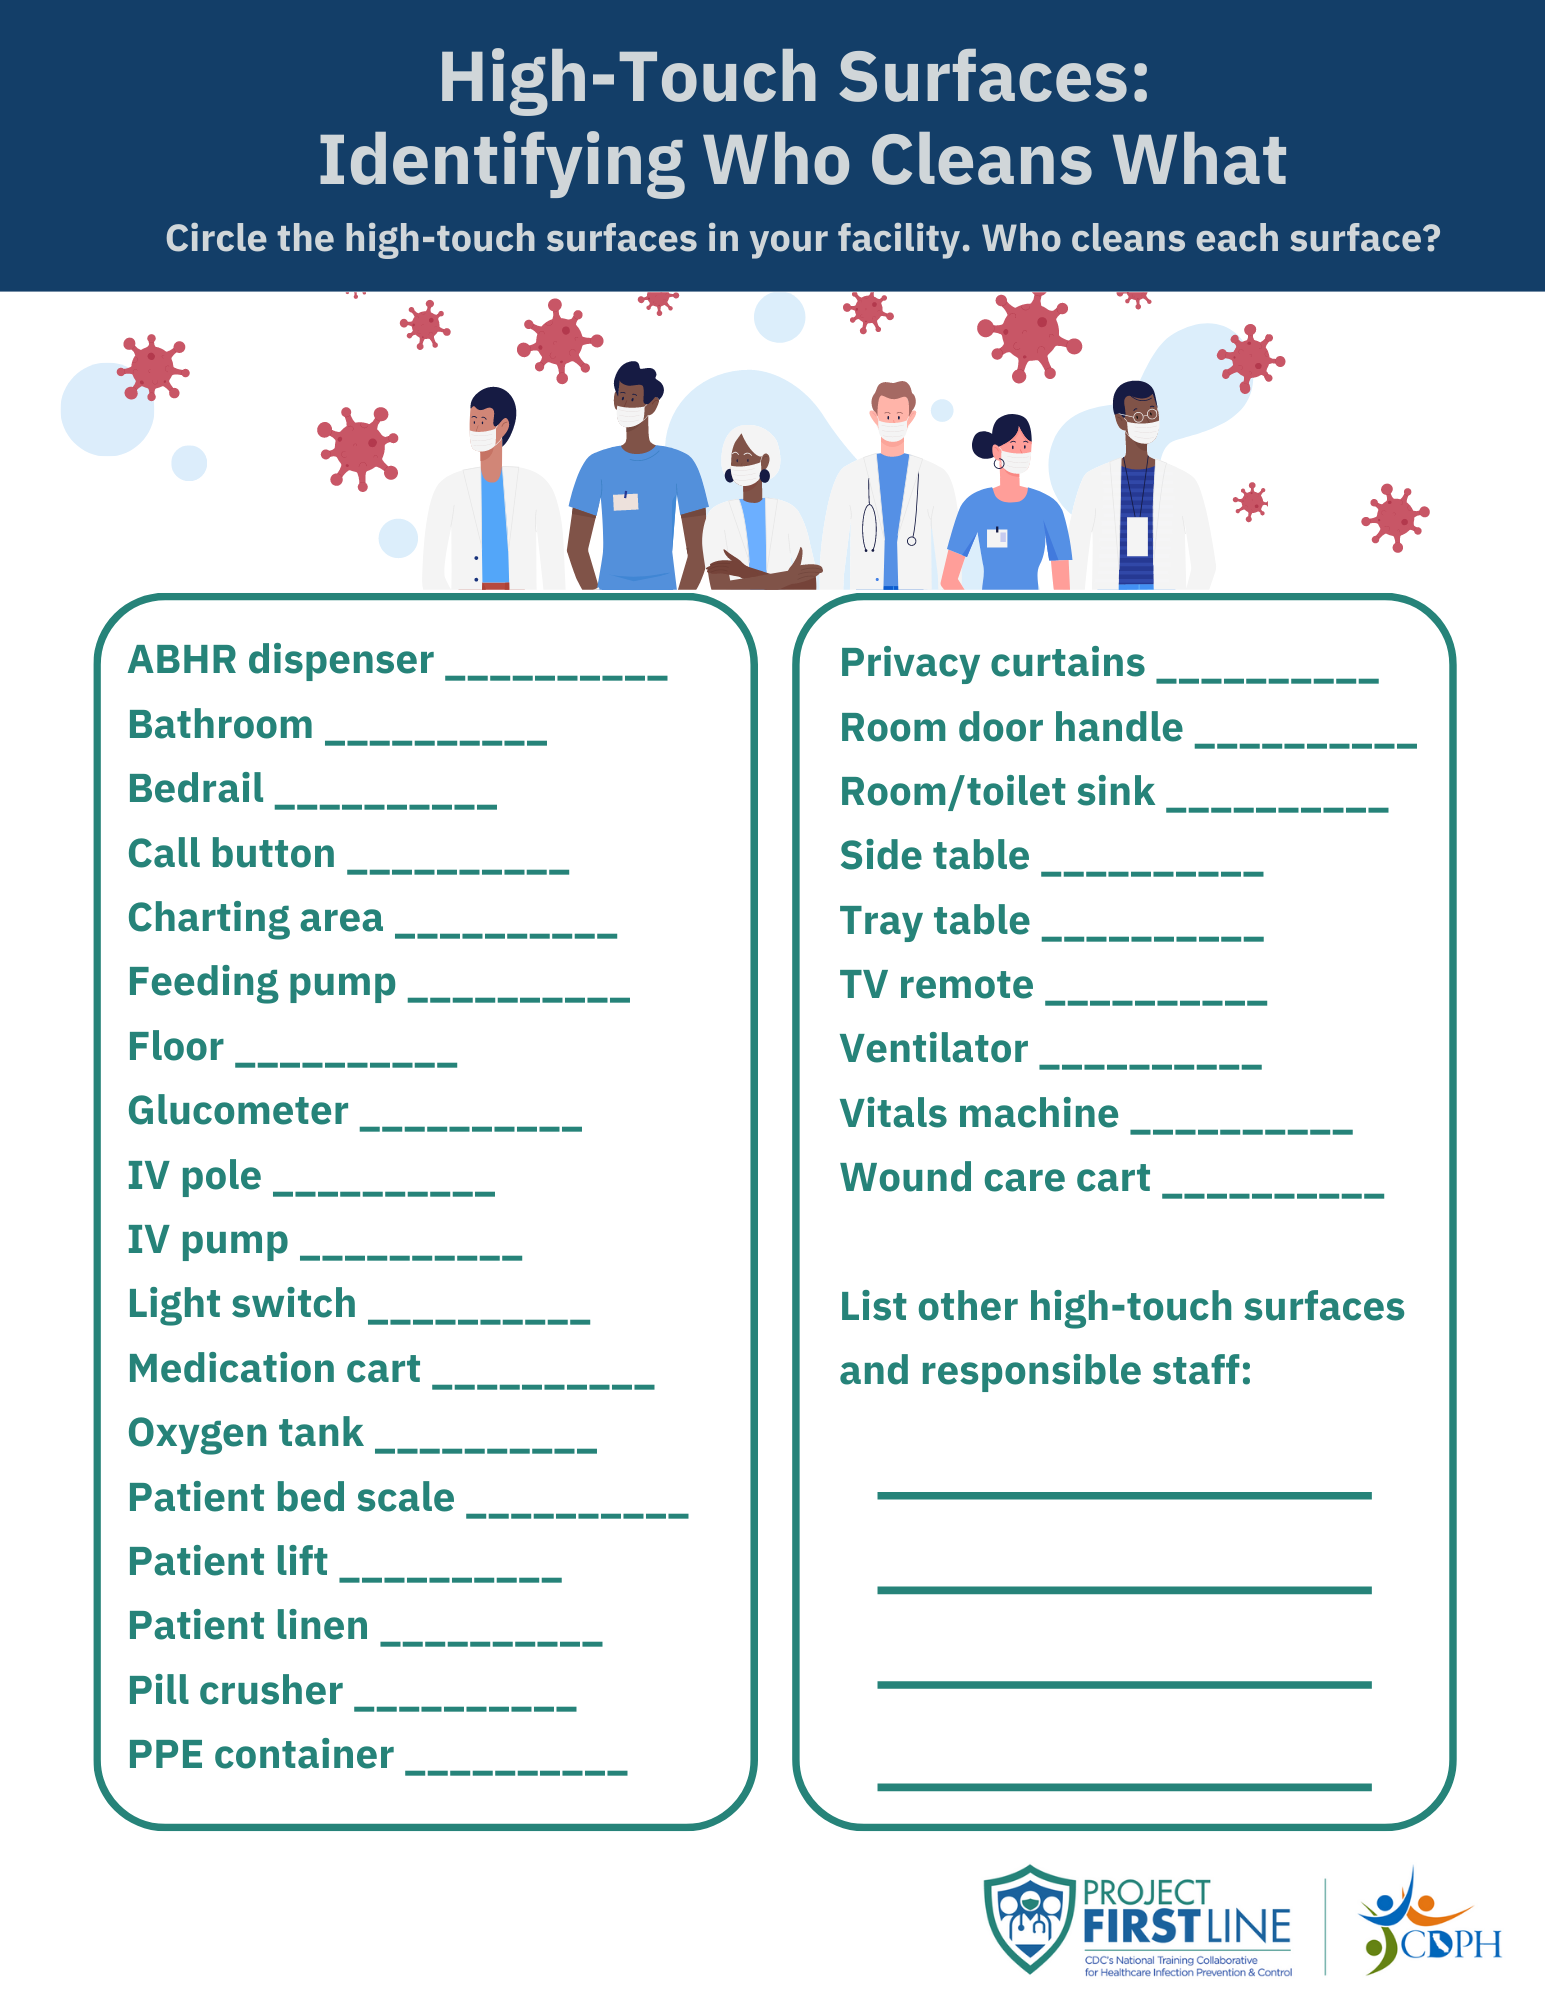 High-Touch Surfaces:
Identifying Who Cleans What
Circle the high-touch surfaces in your facility. Who cleans each surface?
ABHR dispenser __________
Bathroom __________
Bedrail __________
Call button __________
Charting area __________
Feeding pump __________
Floor __________
Glucometer __________
IV pole __________
IV pump __________
Light switch __________
Medication cart __________
Oxygen tank __________
Patient bed scale __________
Patient lift __________
Patient linen __________
Pill crusher __________
PPE container __________
Privacy curtains __________
Room door handle __________
Room/toilet sink __________
Side table __________
Tray table __________
TV remote __________
Ventilator __________
Vitals machine __________
Wound care cart __________
List other high-touch surfaces
and responsible staff:
PROJECT
FIRSTLINE
CDC's National Training Collaborative
for Healthcare Infection Prevention & Control
CDPH